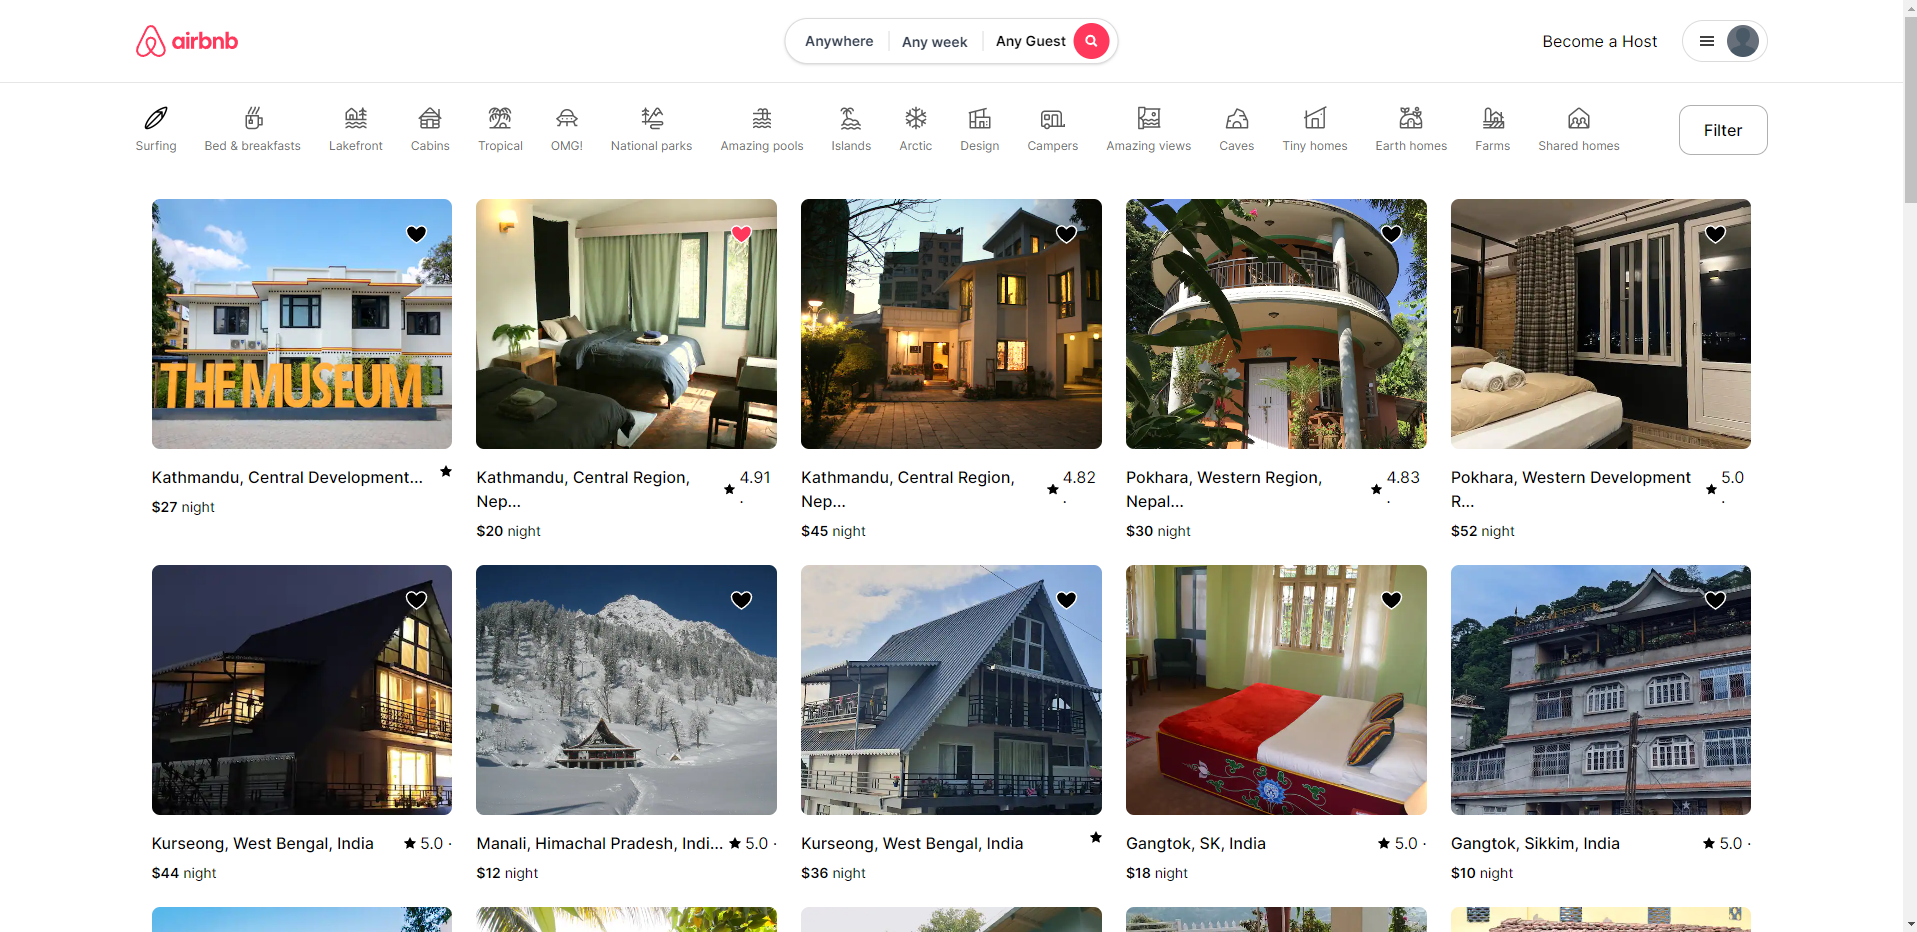 airbnb
Anywhere
Any week
Any Guest
Become a Host
Surfing
Bed & breakfasts
Lakefront
Cabins
Tropical
OMG!
National parks
Amazing pools
Islands
Arctic
Design
Campers
Amazing views
Caves
Tiny homes
Earth homes
Farms
Shared homes
Filter
THE MUSEUM
Kathmandu, Central Development...
$27 night
Kathmandu, Central Region,
Nep...
4.91
·
$20 night
Kathmandu, Central Region,
Nep...
4.82
·
$45 night
Pokhara, Western Region,
Nepal...
4.83
·
$30 night
Pokhara, Western Development
R...
5.0
·
$52 night
Kurseong, West Bengal, India
5.0 ·
$44 night
Manali, Himachal Pradesh, Indi...
5.0 ·
$12 night
Kurseong, West Bengal, India
$36 night
Gangtok, SK, India
5.0 ·
$18 night
Gangtok, Sikkim, India
5.0 ·
$10 night